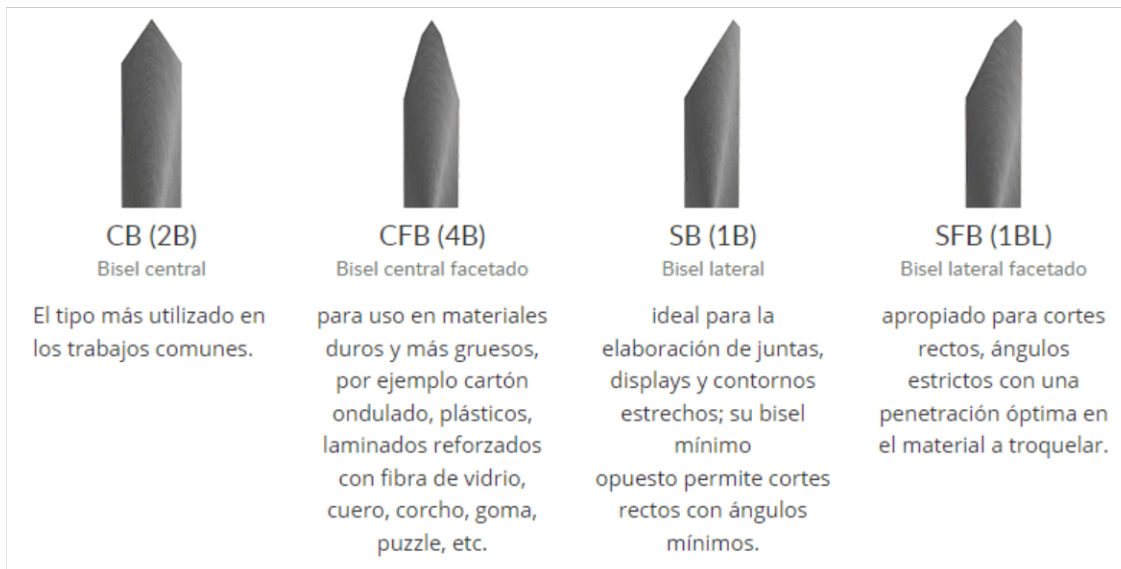 CB (2B)
Bisel central
El tipo más utilizado en
los trabajos comunes.
CFB (4B)
Bisel central facetado
para uso en materiales
duros y más gruesos,
por ejemplo cartón
ondulado, plásticos,
laminados reforzados
con fibra de vidrio,
cuero, corcho, goma,
puzzle, etc.
SB (1B)
Bisel lateral
ideal para la
elaboración de juntas,
displays y contornos
estrechos; su bisel
mínimo
opuesto permite cortes
rectos con ángulos
mínimos.
SFB (1BL)
Bisel lateral facetado
apropiado para cortes
rectos, ángulos
estrictos con una
penetración óptima en
el material a troquelar.